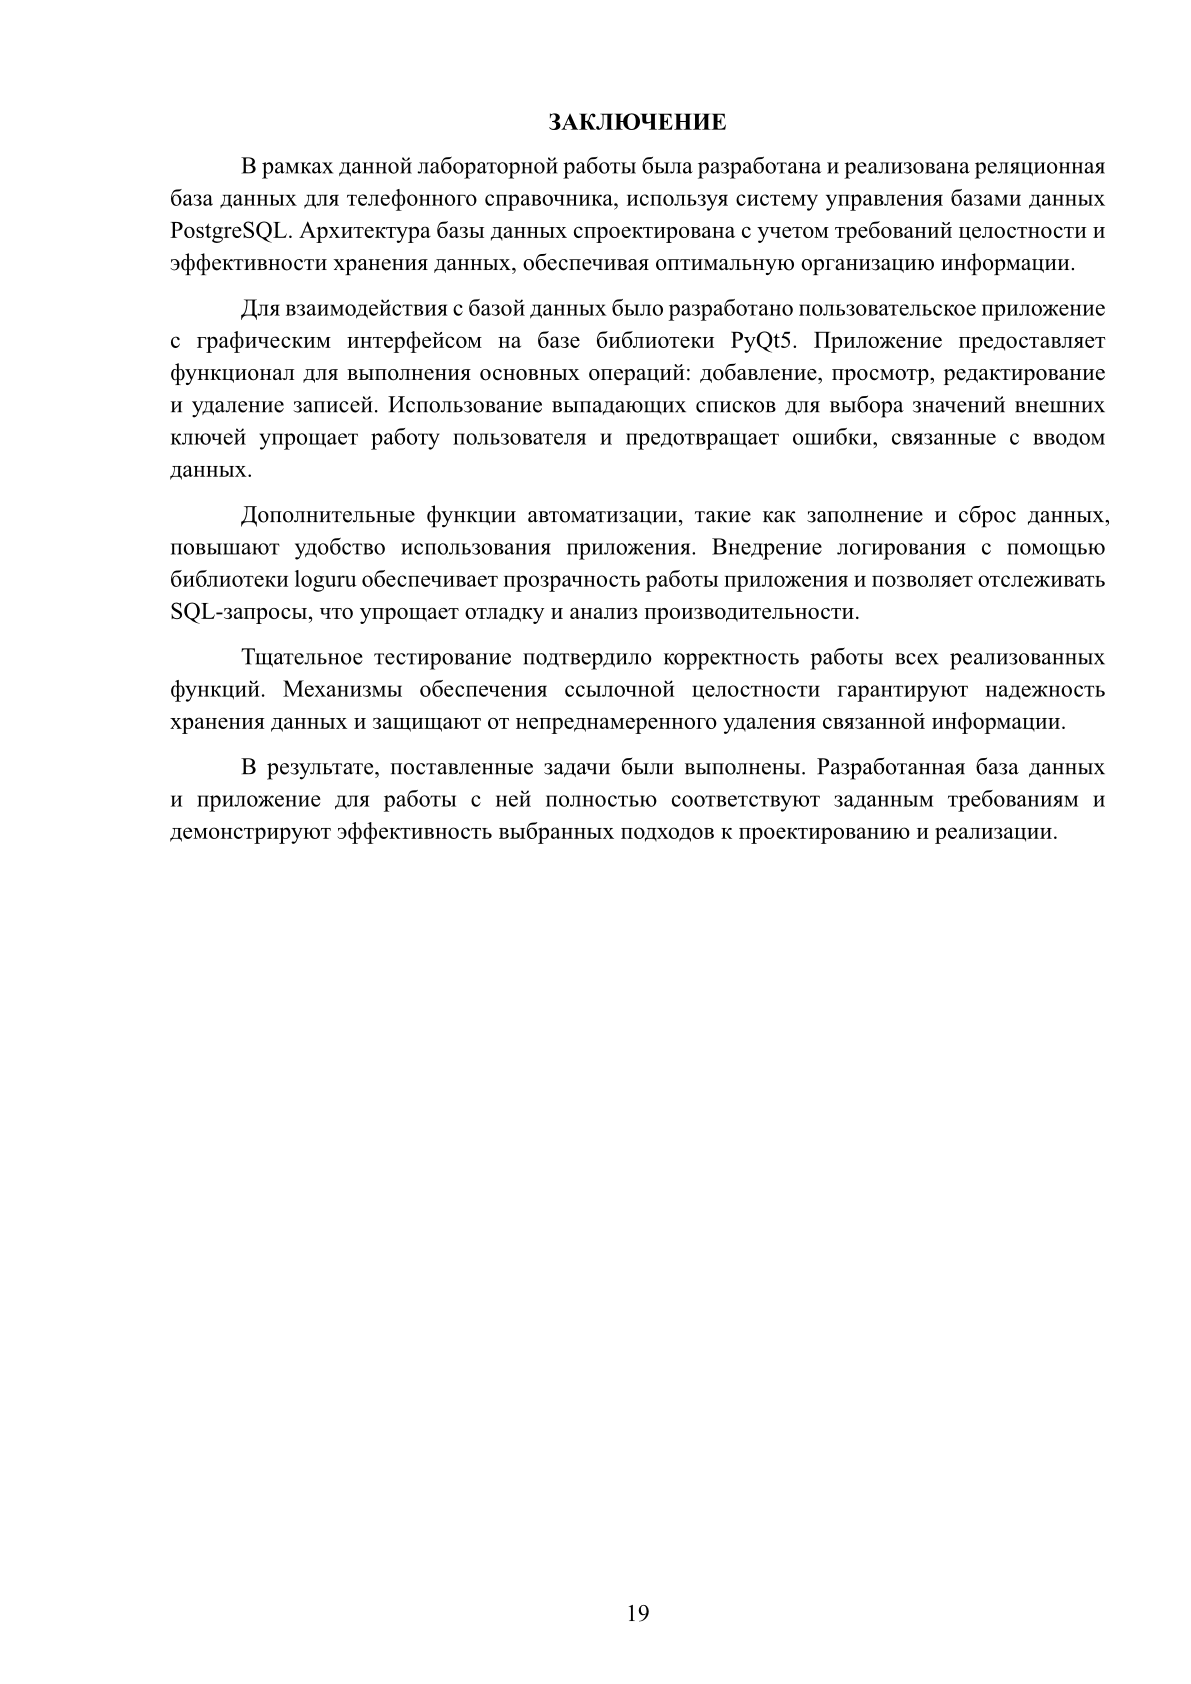 ЗАКЛЮЧЕНИЕ
В рамках данной лабораторной работы была разработана и реализована реляционная
база данных для телефонного справочника, используя систему управления базами данных
PostgreSQL. Архитектура базы данных спроектирована с учетом требований целостности и
эффективности хранения данных, обеспечивая оптимальную организацию информации.
Для взаимодействия с базой данных было разработано пользовательское приложение
с графическим интерфейсом на базе библиотеки PyQt5. Приложение предоставляет
функционал для выполнения основных операций: добавление, просмотр, редактирование
и удаление записей. Использование выпадающих списков для выбора значений внешних
ключей упрощает работу пользователя и предотвращает ошибки, связанные с вводом
данных.
Дополнительные функции автоматизации, такие как заполнение и сброс данных,
повышают удобство использования приложения. Внедрение логирования с помощью
библиотеки loguru обеспечивает прозрачность работы приложения и позволяет отслеживать
SQL-запросы, что упрощает отладку и анализ производительности.
Тщательное тестирование подтвердило корректность работы всех реализованных
функций. Механизмы обеспечения ссылочной целостности гарантируют надежность
хранения данных и защищают от непреднамеренного удаления связанной информации.
В результате, поставленные задачи были выполнены. Разработанная база данных
и приложение для работы с ней полностью соответствуют заданным требованиям и
демонстрируют эффективность выбранных подходов к проектированию и реализации.
19